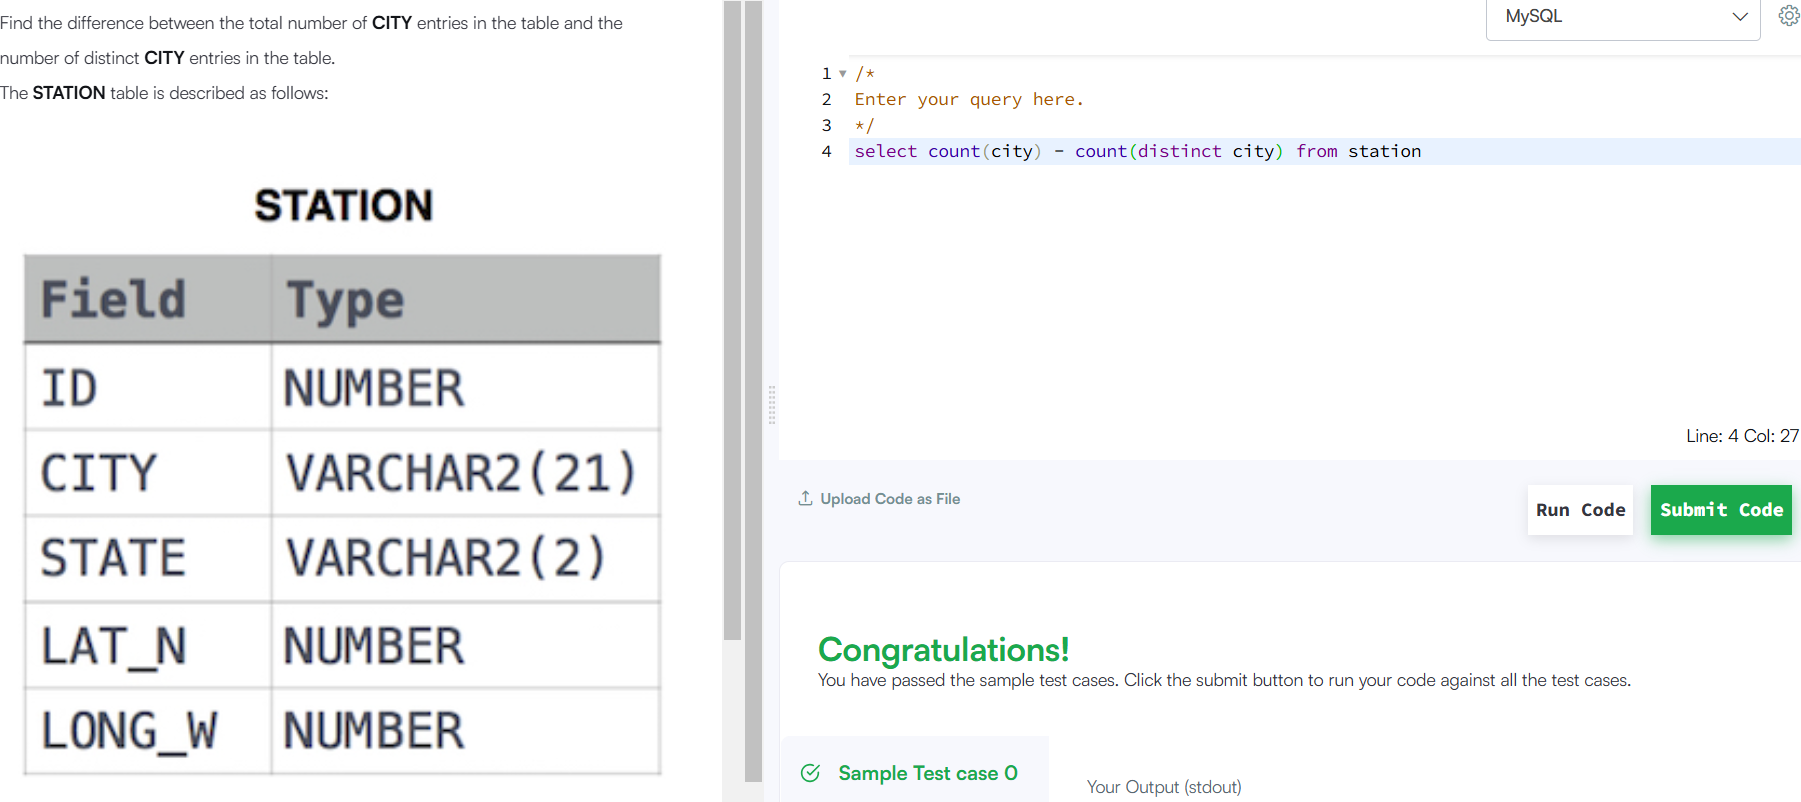 Find the difference between the total number of CITY entries in the table and the
number of distinct CITY entries in the table.
The STATION table is described as follows:
STATION
Field Type
ID NUMBER
CITY VARCHAR2(21)
STATE VARCHAR2(2)
LAT_N NUMBER
LONG_W NUMBER
MySQL
1 /*
2 Enter your query here.
3 */
4 select count(city) - count(distinct city) from station
Line: 4 Col: 27
Upload Code as File
Run Code
Submit Code
Congratulations!
You have passed the sample test cases. Click the submit button to run your code against all the test cases.
Sample Test case 0
Your Output (stdout)